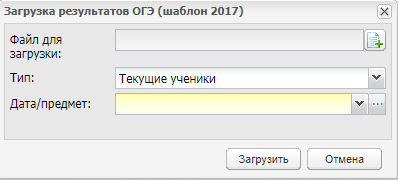 Загрузка результатов ОГЭ (шаблон 2017)
Файл для
загрузки:
Тип: Текущие ученики
Дата/предмет:
Загрузить Отмена